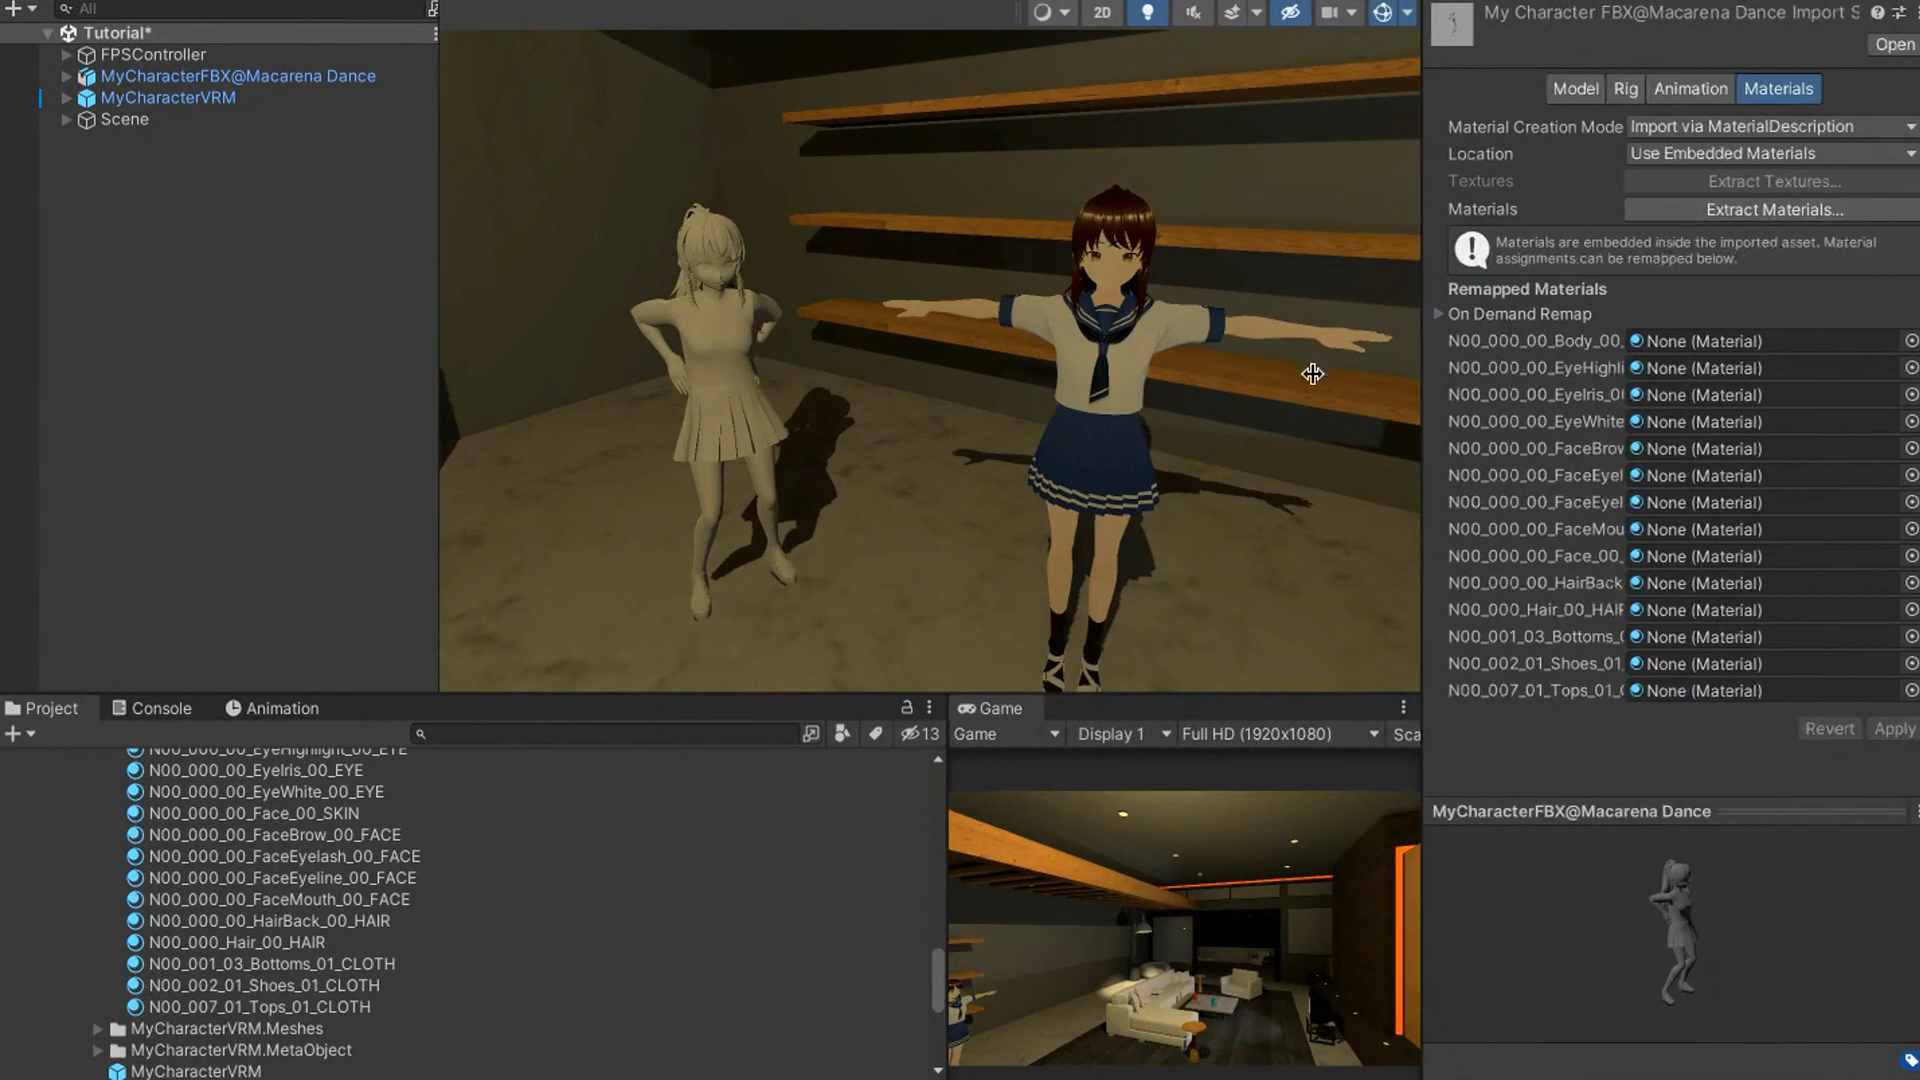 All
Tutorial*
FPSController
MyCharacterFBX@Macarena Dance
MyCharacterVRM
Scene
2D
My Character FBX@Macarena Dance Import S
Open
Model
Rig
Animation
Materials
Material Creation Mode
Import via MaterialDescription
Location
Use Embedded Materials
Textures
Extract Textures...
Materials
Extract Materials...
Materials are embedded inside the imported asset. Material
assignments can be remapped below.
Remapped Materials
On Demand Remap
N00_000_00_Body_00_ None (Material)
N00_000_00_EyeHighli None (Material)
N00_000_00_EyeIris_0 None (Material)
N00_000_00_EyeWhite None (Material)
N00_000_00_FaceBrow None (Material)
N00_000_00_FaceEyel None (Material)
N00_000_00_FaceEyel None (Material)
N00_000_00_FaceMou None (Material)
N00_000_00_Face_00_ None (Material)
N00_000_00_HairBack None (Material)
N00_000_Hair_00_HAIR None (Material)
N00_001_03_Bottoms_0 None (Material)
N00_002_01_Shoes_01_ None (Material)
N00_007_01_Tops_01_ None (Material)
Revert
Apply
MyCharacterFBX@Macarena Dance
Project
Console
Animation
13
N00_000_00_EyeHighlight_00_EYE
N00_000_00_EyeIris_00_EYE
N00_000_00_EyeWhite_00_EYE
N00_000_00_Face_00_SKIN
N00_000_00_FaceBrow_00_FACE
N00_000_00_FaceEyelash_00_FACE
N00_000_00_FaceEyeline_00_FACE
N00_000_00_FaceMouth_00_FACE
N00_000_00_HairBack_00_HAIR
N00_000_Hair_00_HAIR
N00_001_03_Bottoms_01_CLOTH
N00_002_01_Shoes_01_CLOTH
N00_007_01_Tops_01_CLOTH
MyCharacterVRM.Meshes
MyCharacterVRM.MetaObject
MyCharacterVRM
Game
Game
Display 1
Full HD (1920x1080)
Sca